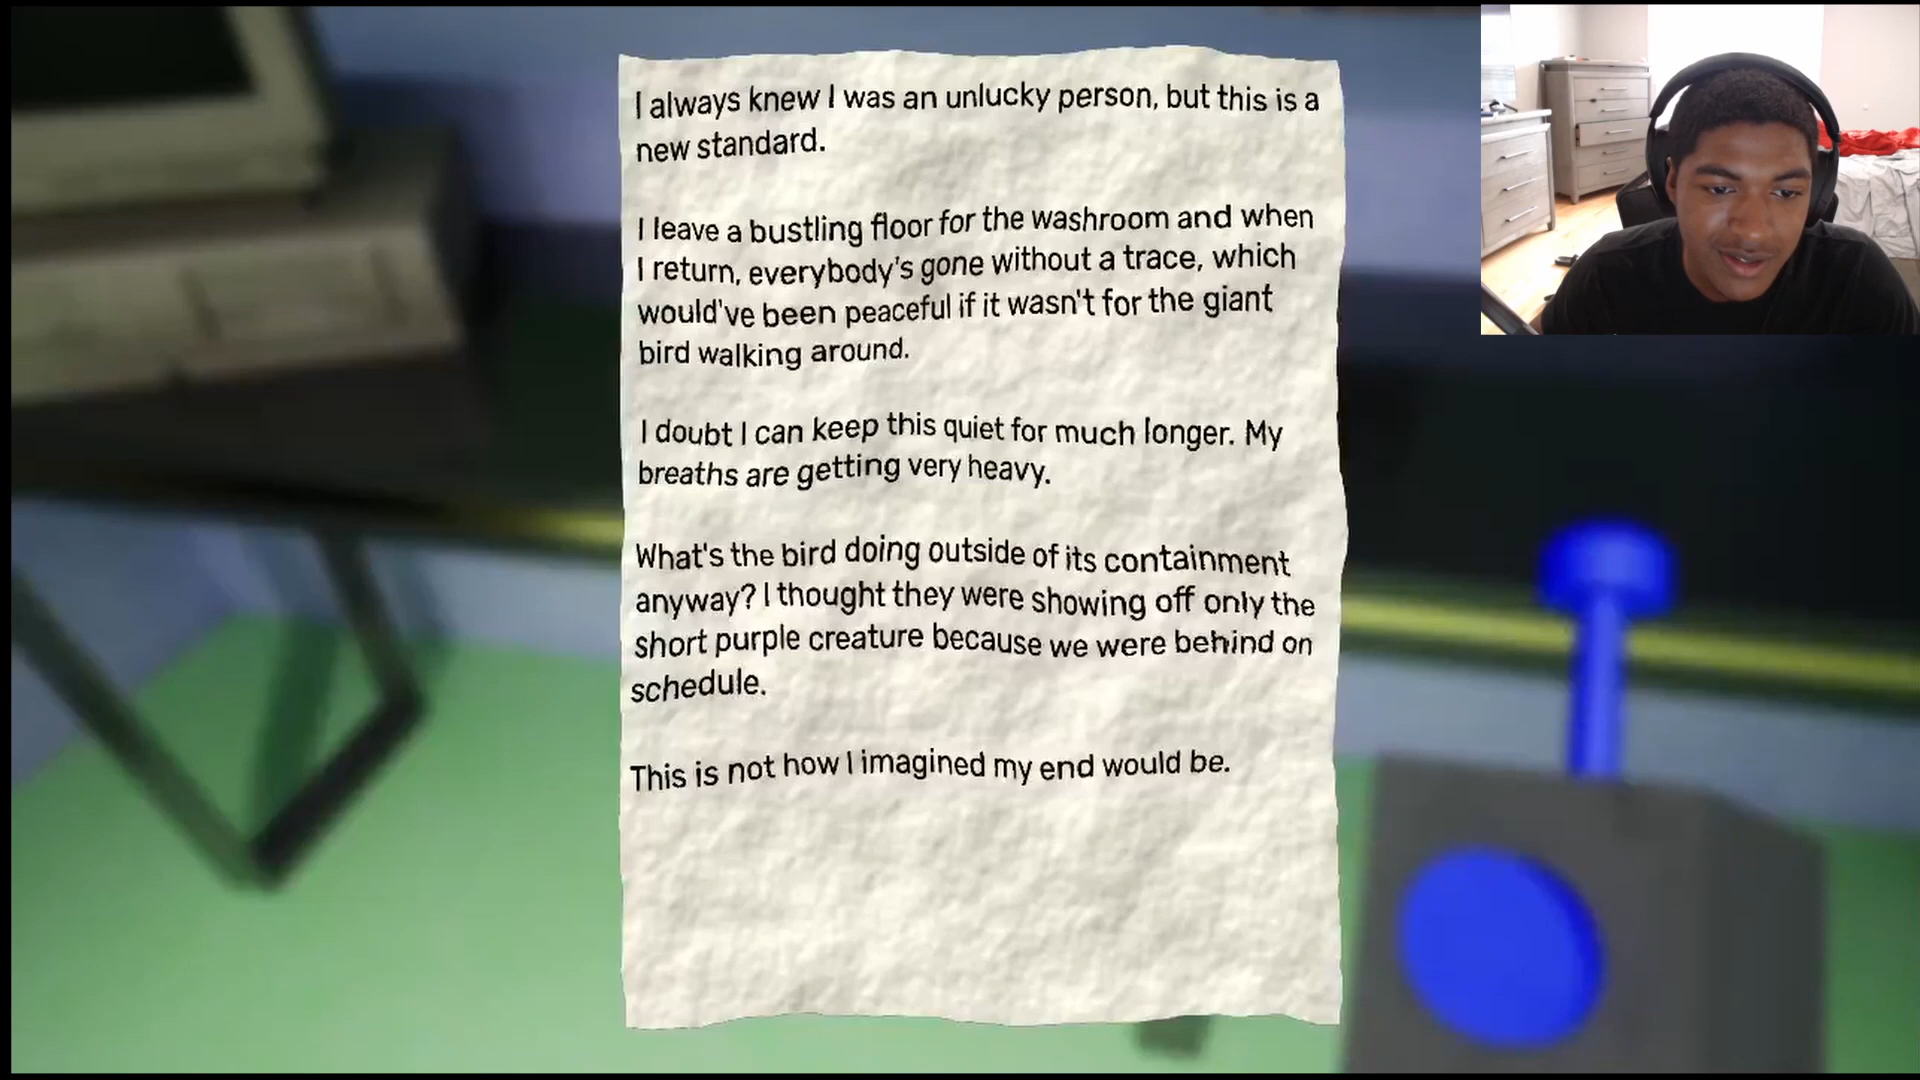 I always knew I was an unlucky person, but this is a
new standard.
I leave a bustling floor for the washroom and when
I return, everybody's gone without a trace, which
would've been peaceful if it wasn't for the giant
bird walking around.
I doubt I can keep this quiet for much longer. My
breaths are getting very heavy.
What's the bird doing outside of its containment
anyway? I thought they were showing off only the
short purple creature because we were behind on
schedule.
This is not how I imagined my end would be.